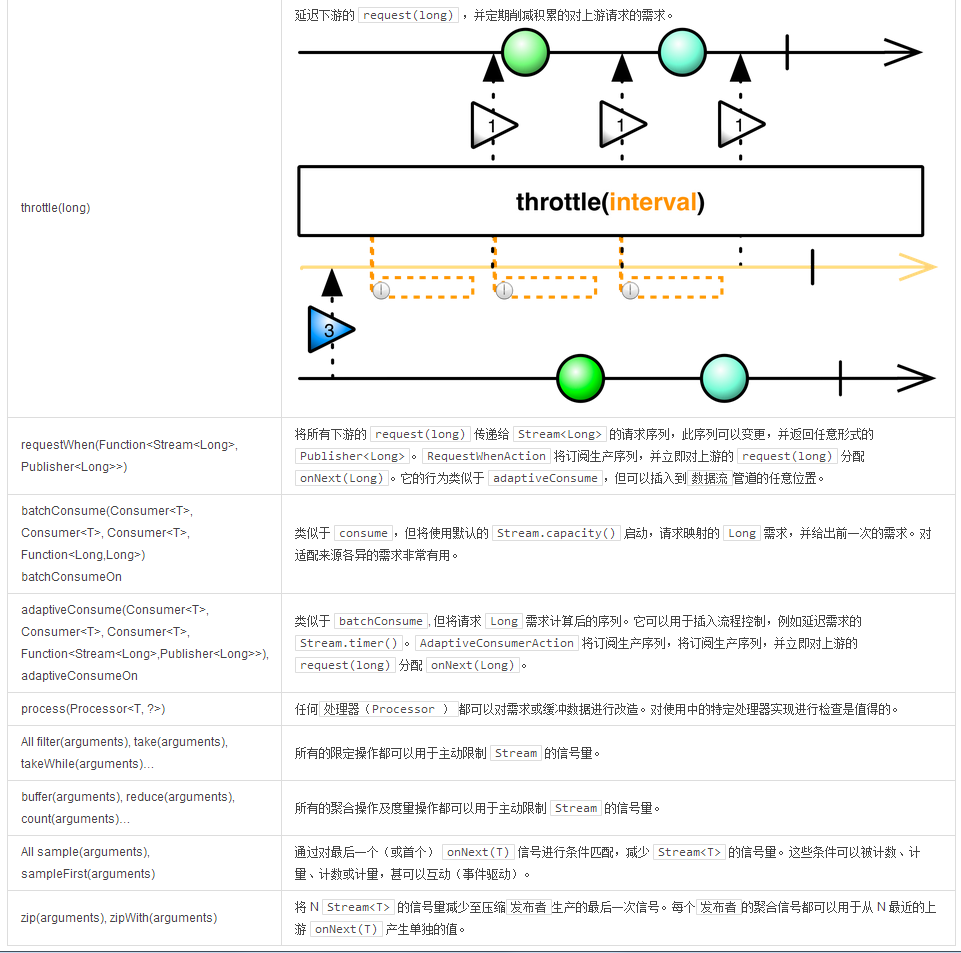 延迟下游的 request(long) ，并定期削减积累的对上游请求的需求。
1 1 1
throttle(long)
throttle(interval)
3
requestWhen(Function<Stream<Long>,
Publisher<Long>>)
将所有下游的 request(long) 传递给 Stream<Long> 的请求序列，此序列可以变更，并返回任意形式的
Publisher<Long> 。 RequestWhenAction 将订阅生产序列，并立即对上游的 request(long) 分配
onNext(Long) 。它的行为类似于 adaptiveConsume ，但可以插入到 数据流 管道的任意位置。
batchConsume(Consumer<T>,
Consumer<T>, Consumer<T>,
Function<Long,Long>)
batchConsumeOn
类似于 consume ，但将使用默认的 Stream.capacity() 启动，请求映射的 Long 需求，并给出前一次的需求。对
适配来源各异的需求非常有用。
adaptiveConsume(Consumer<T>,
Consumer<T>, Consumer<T>,
Function<Stream<Long>,Publisher<Long>>),
adaptiveConsumeOn
类似于 batchConsume ,但将请求 Long 需求计算后的序列。它可以用于插入流程控制，例如延迟需求的
Stream.timer() 。 AdaptiveConsumerAction 将订阅生产序列，将订阅生产序列，并立即对上游的
request(long) 分配 onNext(Long) 。
process(Processor<T, ?>)
任何 处理器（Processor ） 都可以对需求或缓冲数据进行改造。对使用中的特定处理器实现进行检查是值得的。
All filter(arguments), take(arguments),
takeWhile(arguments)…
所有的限定操作都可以用于主动限制 Stream 的信号量。
buffer(arguments), reduce(arguments),
count(arguments)…
所有的聚合操作及度量操作都可以用于主动限制 Stream 的信号量。
All sample(arguments),
sampleFirst(arguments)
通过对最后一个（或首个） onNext(T) 信号进行条件匹配，减少 Stream<T> 的信号量。这些条件可以被计数、计
量、计数或计量，甚可以互动（事件驱动）。
zip(arguments), zipWith(arguments)
将 N Stream<T> 的信号量减少至压缩 发布者 生产的最后一次信号。每个 发布者 的聚合信号都可以用于从 N 最近的上
游 onNext(T) 产生单独的值。